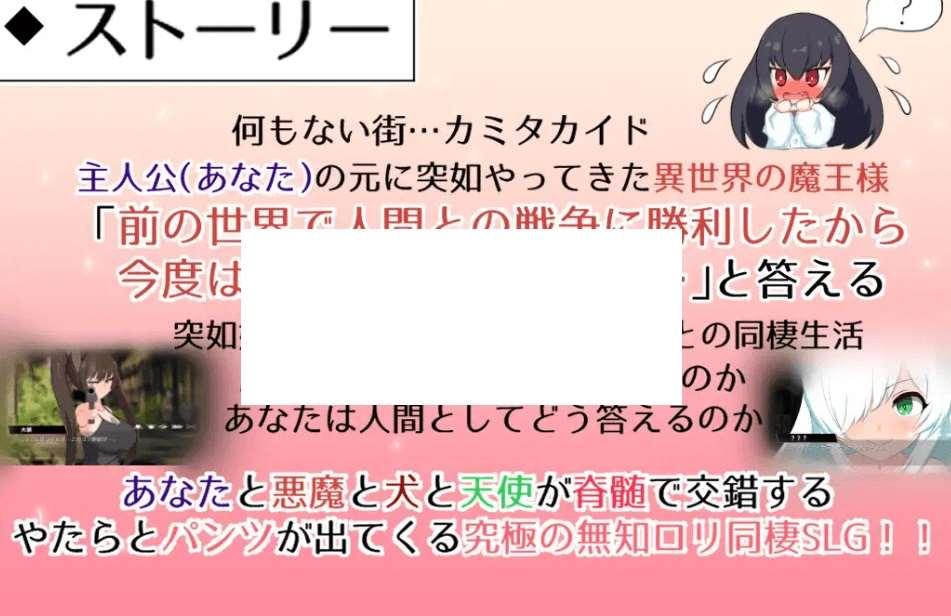 ◆ ストーリー
?
何もない街…カミタカイド
主人公(あなた)の元に突如やってきた異世界の魔王様
「前の世界で人間との戦争に勝利したから
今度は
」と答える
突如
との同棲生活
のか
あなたは人間としてどう答えるのか
???
あなたと悪魔と犬と天使が脊髄で交錯する
やたらとパンツが出てくる究極の無知ロリ同棲SLG！！